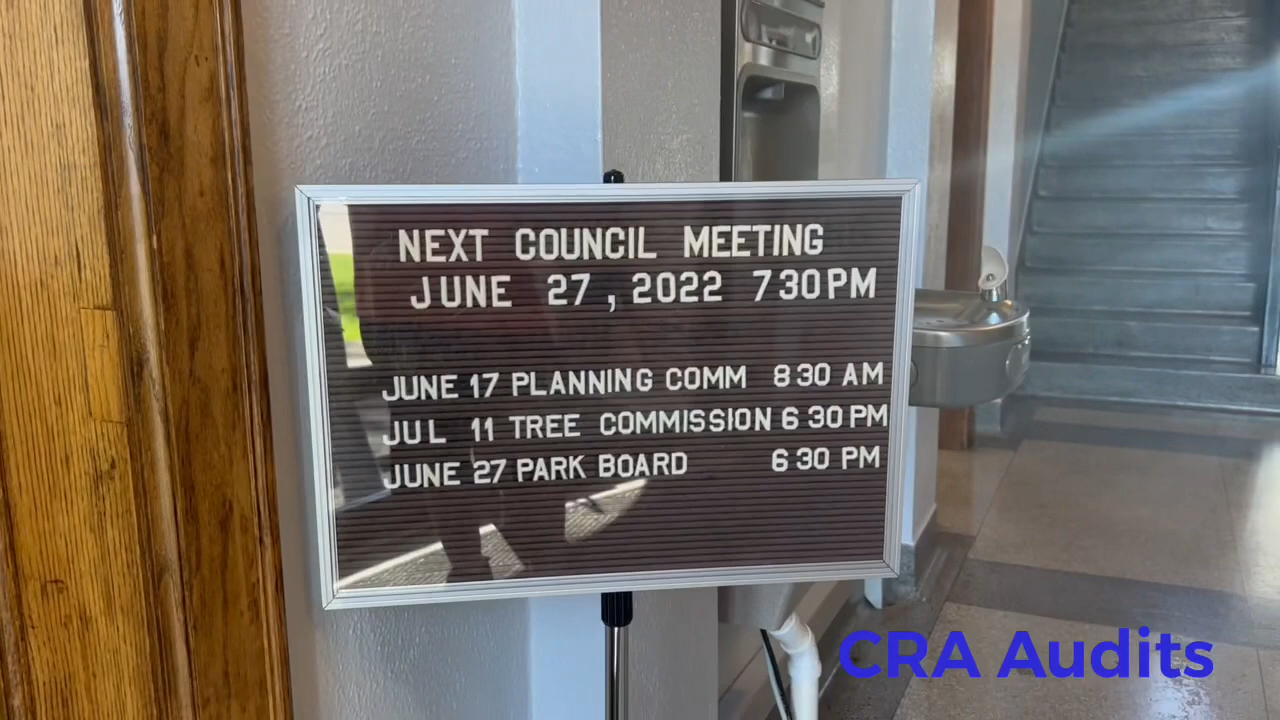 NEXT COUNCIL MEETING
JUNE 27, 2022 730PM
JUNE 17 PLANNING COMM 830 AM
JUL 11 TREE COMMISSION 630 PM
JUNE 27 PARK BOARD 630 PM
CRA Audits